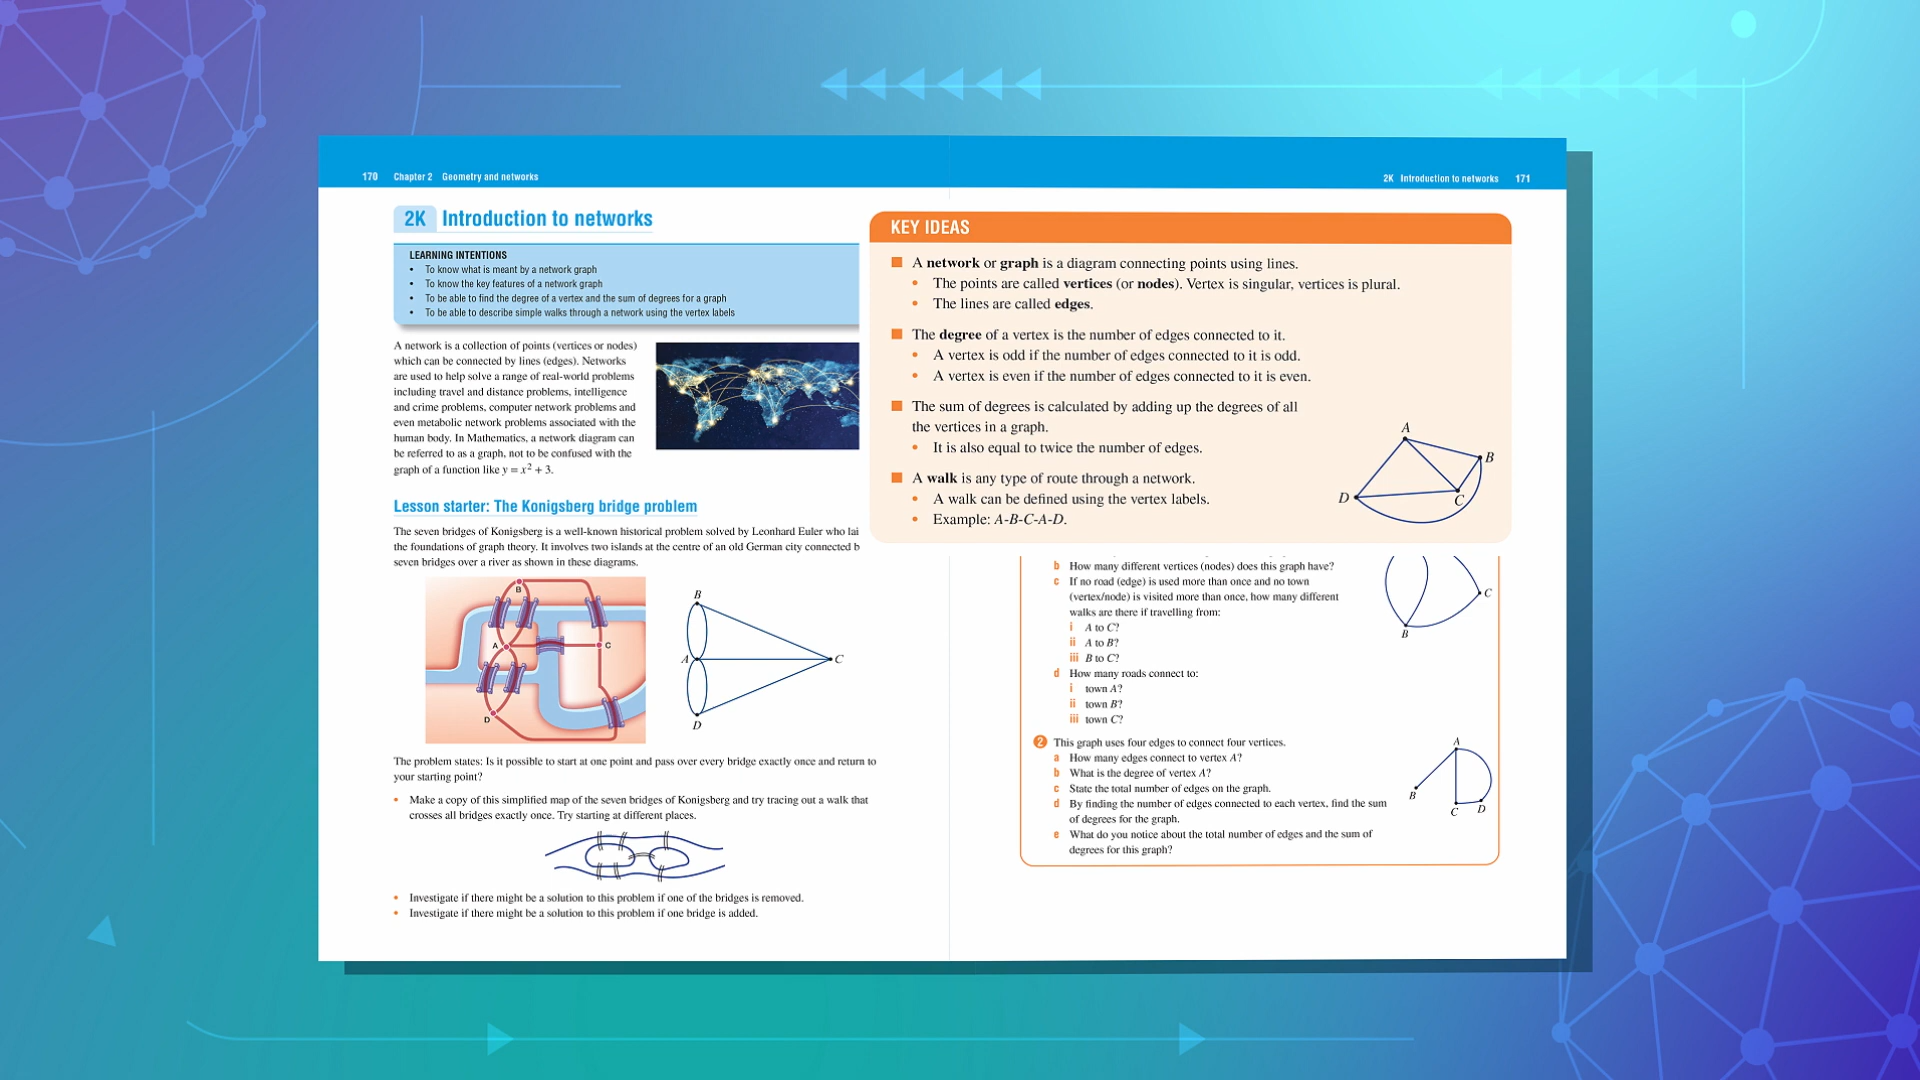 170 Chapter 2 Geometry and networks
2K Introduction to networks
LEARNING INTENTIONS
• To know what is meant by a network graph
• To know the key features of a network graph
• To be able to find the degree of a vertex and the sum of degrees for a graph
• To be able to describe simple walks through a network using the vertex labels
A network is a collection of points (vertices or nodes)
which can be connected by lines (edges). Networks
are used to help solve a range of real-world problems
including travel and distance problems, intelligence
and crime problems, computer network problems and
even metabolic network problems associated with the
human body. In Mathematics, a network diagram can
be referred to as a graph, not to be confused with the
graph of a function like y = x² + 3.
Lesson starter: The Konigsberg bridge problem
The seven bridges of Konigsberg is a well-known historical problem solved by Leonhard Euler who lai
the foundations of graph theory. It involves two islands at the centre of an old German city connected b
seven bridges over a river as shown in these diagrams.
B
A
C
D
B
A
C
D
The problem states: Is it possible to start at one point and pass over every bridge exactly once and return to
your starting point?
• Make a copy of this simplified map of the seven bridges of Konigsberg and try tracing out a walk that
crosses all bridges exactly once. Try starting at different places.
• Investigate if there might be a solution to this problem if one of the bridges is removed.
• Investigate if there might be a solution to this problem if one bridge is added.
2K Introduction to networks 171
KEY IDEAS
■ A network or graph is a diagram connecting points using lines.
• The points are called vertices (or nodes). Vertex is singular, vertices is plural.
• The lines are called edges.
■ The degree of a vertex is the number of edges connected to it.
• A vertex is odd if the number of edges connected to it is odd.
• A vertex is even if the number of edges connected to it is even.
■ The sum of degrees is calculated by adding up the degrees of all
the vertices in a graph.
• It is also equal to twice the number of edges.
■ A walk is any type of route through a network.
• A walk can be defined using the vertex labels.
• Example: A-B-C-A-D.
A
B
C
D
b How many different vertices (nodes) does this graph have?
c If no road (edge) is used more than once and no town
(vertex/node) is visited more than once, how many different
walks are there if travelling from:
i A to C?
ii A to B?
iii B to C?
d How many roads connect to:
i town A?
ii town B?
iii town C?
C
B
2 This graph uses four edges to connect four vertices.
a How many edges connect to vertex A?
b What is the degree of vertex A?
c State the total number of edges on the graph.
d By finding the number of edges connected to each vertex, find the sum
of degrees for the graph.
e What do you notice about the total number of edges and the sum of
degrees for this graph?
A
B
C
D